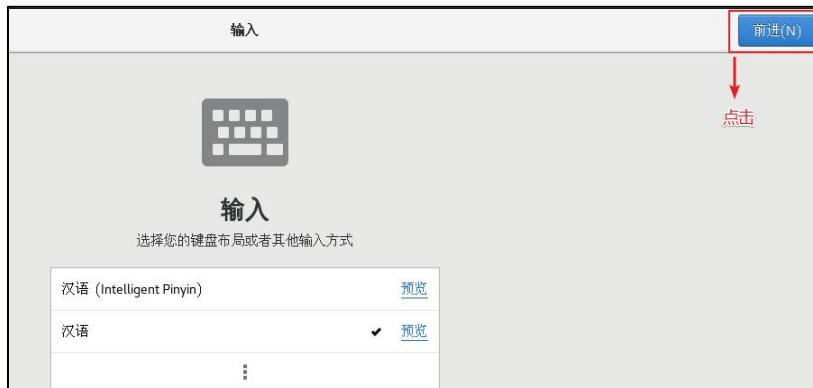 输入
前进(N)
点击
输入
选择您的键盘布局或者其他输入方式
汉语 (Intelligent Pinyin) 预览
汉语 ✔ 预览